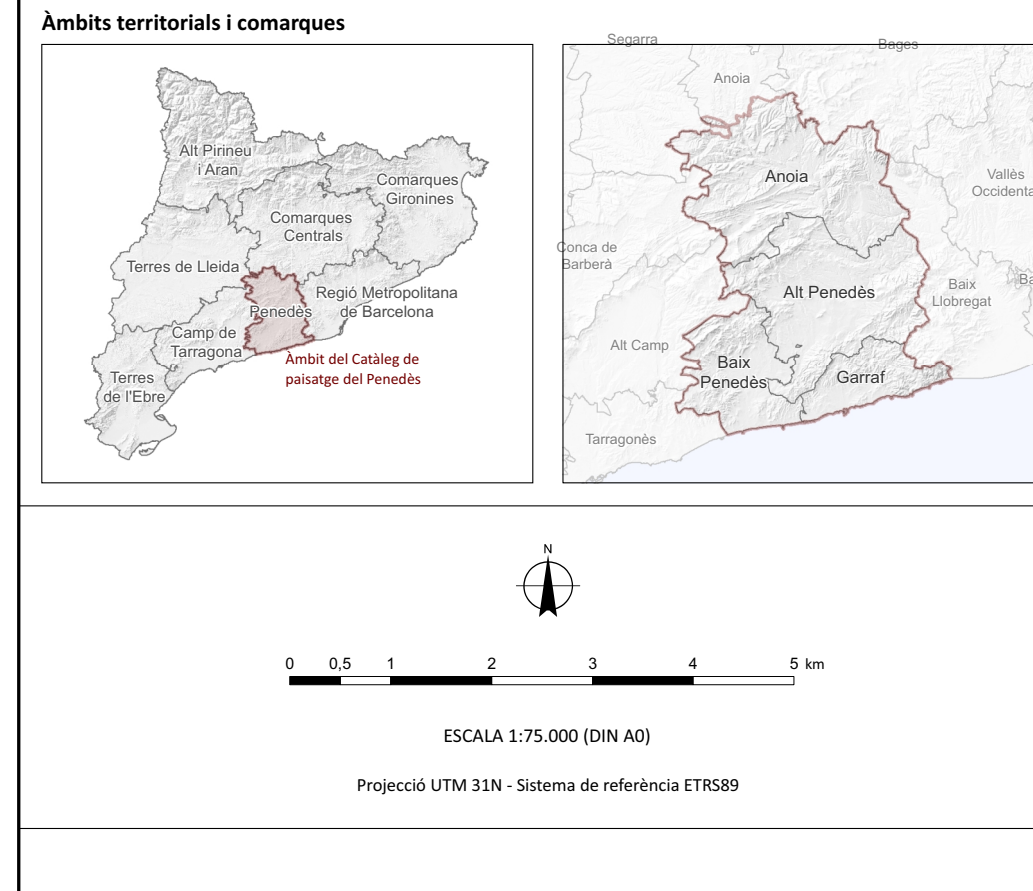 Àmbits territorials i comarques
Alt Pirineu
i Aran
Comarques
Gironines
Comarques
Centrals
Terres de Lleida
Regió Metropolitana
de Barcelona
Penedès
Camp de
Tarragona
Àmbit del Catàleg de
paisatge del Penedès
Terres
de l'Ebre
Segarra
Bages
Anoia
Anoia
Vallès
Occidenta
Conca de
Barberà
Alt Penedès
Baix
Llobregat
Ba
Alt Camp
Baix
Penedès
Garraf
Tarragonès
N
0 0,5 1 2 3 4 5 km
ESCALA 1:75.000 (DIN A0)
Projecció UTM 31N - Sistema de referència ETRS89